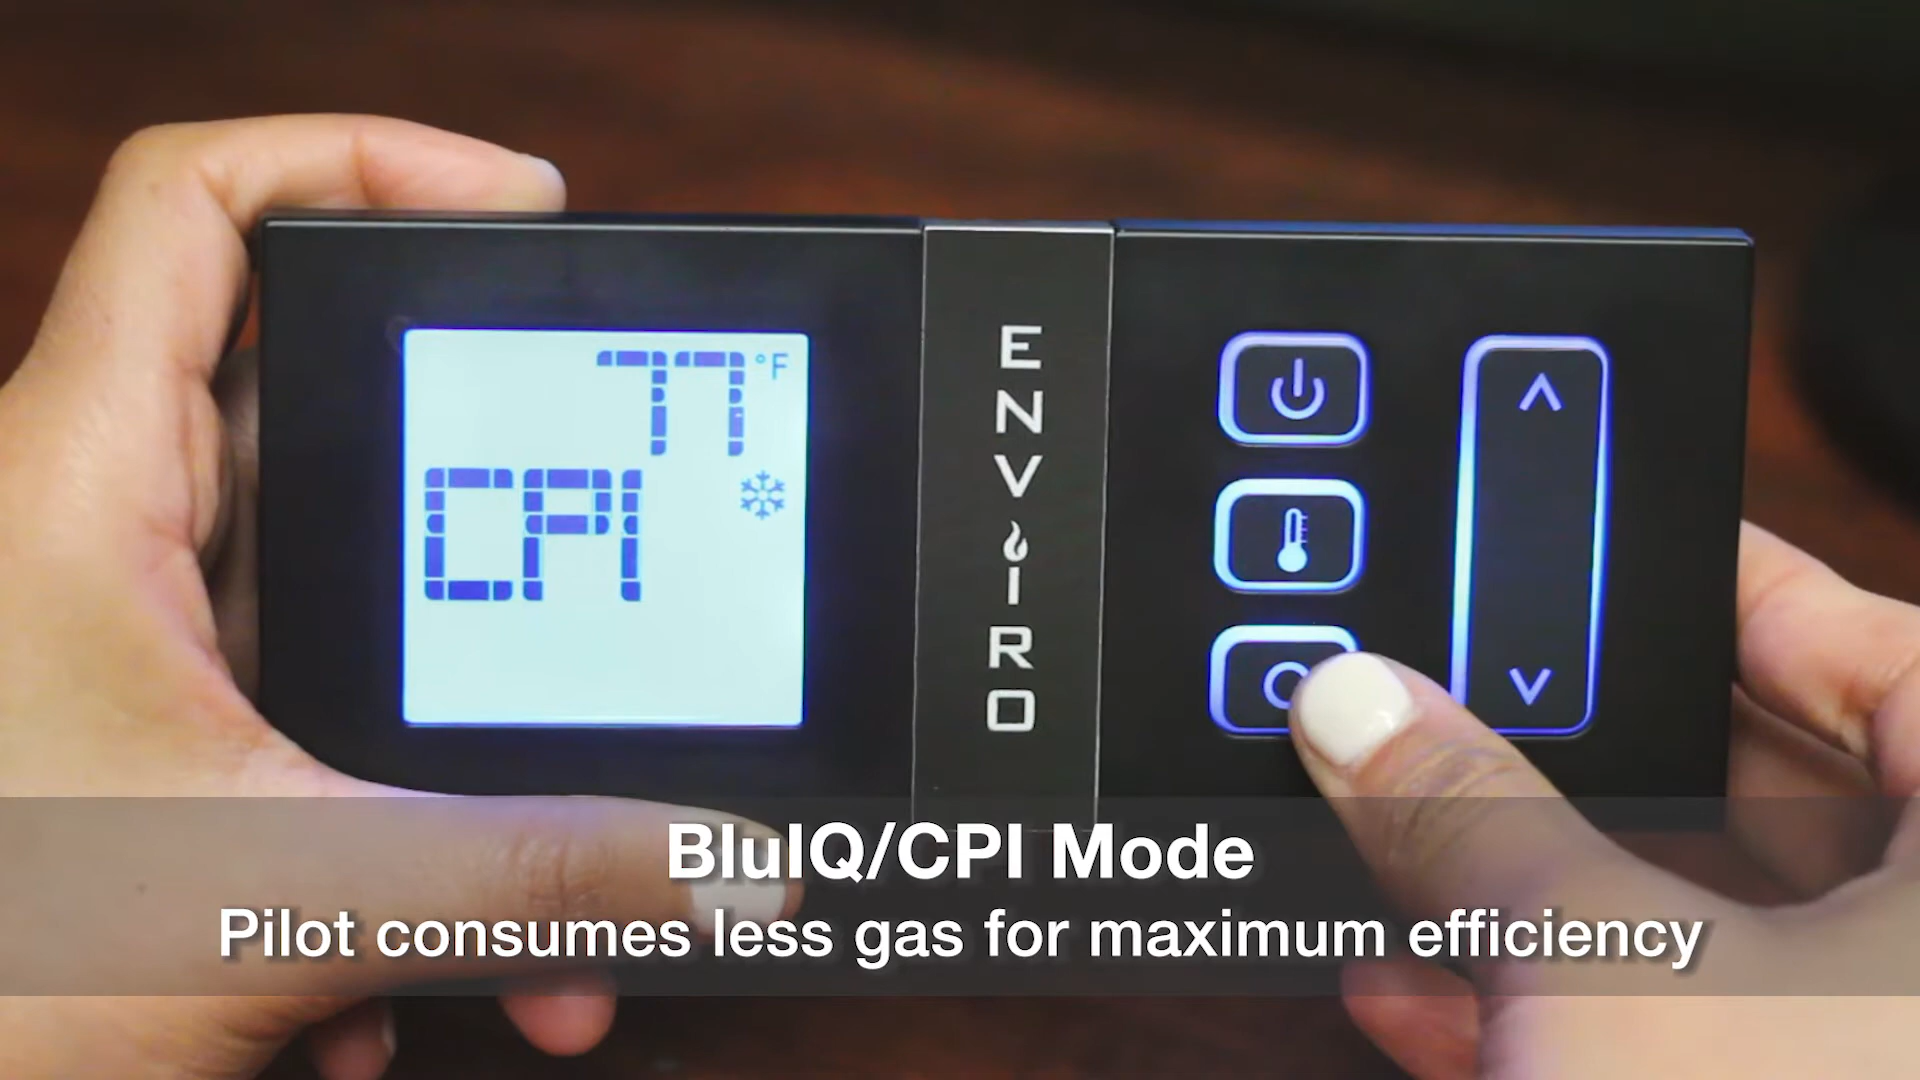 77 °F
CPI
ENVIRO
BluIQ/CPI Mode
Pilot consumes less gas for maximum efficiency